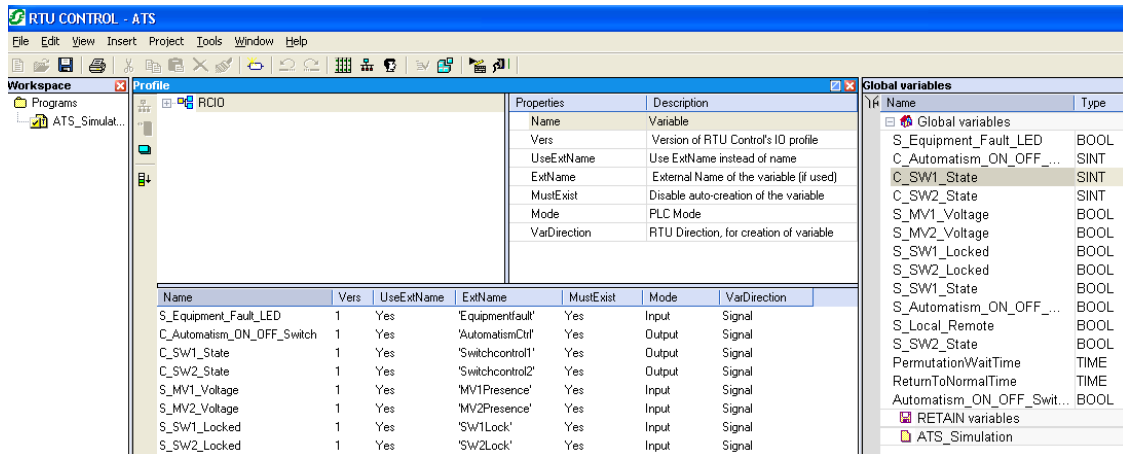 RTU CONTROL - ATS
File Edit View Insert Project Tools Window Help
Workspace
Programs
ATS_Simulat...
Profile
RCIO
Properties Description
Name Variable
Vers Version of RTU Control's IO profile
UseExtName Use ExtName instead of name
ExtName External Name of the variable (if used)
MustExist Disable auto-creation of the variable
Mode PLC Mode
VarDirection RTU Direction, for creation of variable
Name Vers UseExtName ExtName MustExist Mode VarDirection
S_Equipment_Fault_LED 1 Yes 'Equipmentfault' Yes Input Signal
C_Automatism_ON_OFF_Switch 1 Yes 'AutomatismCtrl' Yes Output Signal
C_SW1_State 1 Yes 'Switchcontrol1' Yes Output Signal
C_SW2_State 1 Yes 'Switchcontrol2' Yes Output Signal
S_MV1_Voltage 1 Yes 'MV1Presence' Yes Input Signal
S_MV2_Voltage 1 Yes 'MV2Presence' Yes Input Signal
S_SW1_Locked 1 Yes 'SW1Lock' Yes Input Signal
S_SW2_Locked 1 Yes 'SW2Lock' Yes Input Signal
Global variables
Name Type
Global variables
S_Equipment_Fault_LED BOOL
C_Automatism_ON_OFF_... SINT
C_SW1_State SINT
C_SW2_State SINT
S_MV1_Voltage BOOL
S_MV2_Voltage BOOL
S_SW1_Locked BOOL
S_SW2_Locked BOOL
S_SW1_State BOOL
S_Automatism_ON_OFF_... BOOL
S_Local_Remote BOOL
S_SW2_State BOOL
PermutationWaitTime TIME
ReturnToNormalTime TIME
Automatism_ON_OFF_Swit... BOOL
RETAIN variables
ATS_Simulation